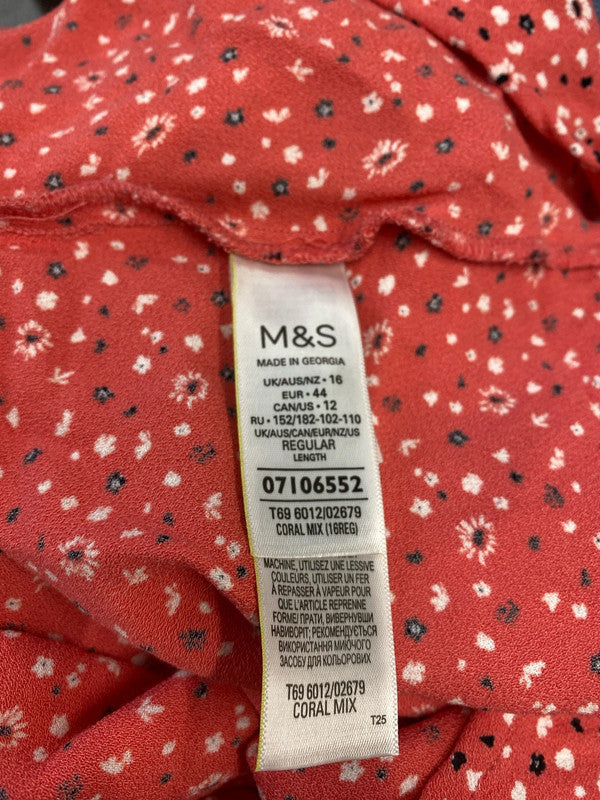 M&S
MADE IN GEORGIA
UK/AUS/NZ • 16
EUR • 44
CAN/US • 12
RU • 152/182-102-110
UK/AUS/CAN/EUR/NZ/US
REGULAR
LENGTH
07106552
T69 6012/02679
CORAL MIX (16REG)
MACHINE, UTILISEZ UNE LESSIVE
COULEURS, UTILISER UN FER
À REPASSER À VAPEUR POUR
QUE L'ARTICLE REPRENNE
FORME/ ПРАТИ, ВИВЕРНУВШИ
НАВИВОРІТ; РЕКОМЕНДУЄТЬСЯ
ВИКОРИСТАННЯ МИЮЧОГО
ЗАСОБУ ДЛЯ КОЛЬОРОВИХ
T69 6012/02679
CORAL MIX
T25